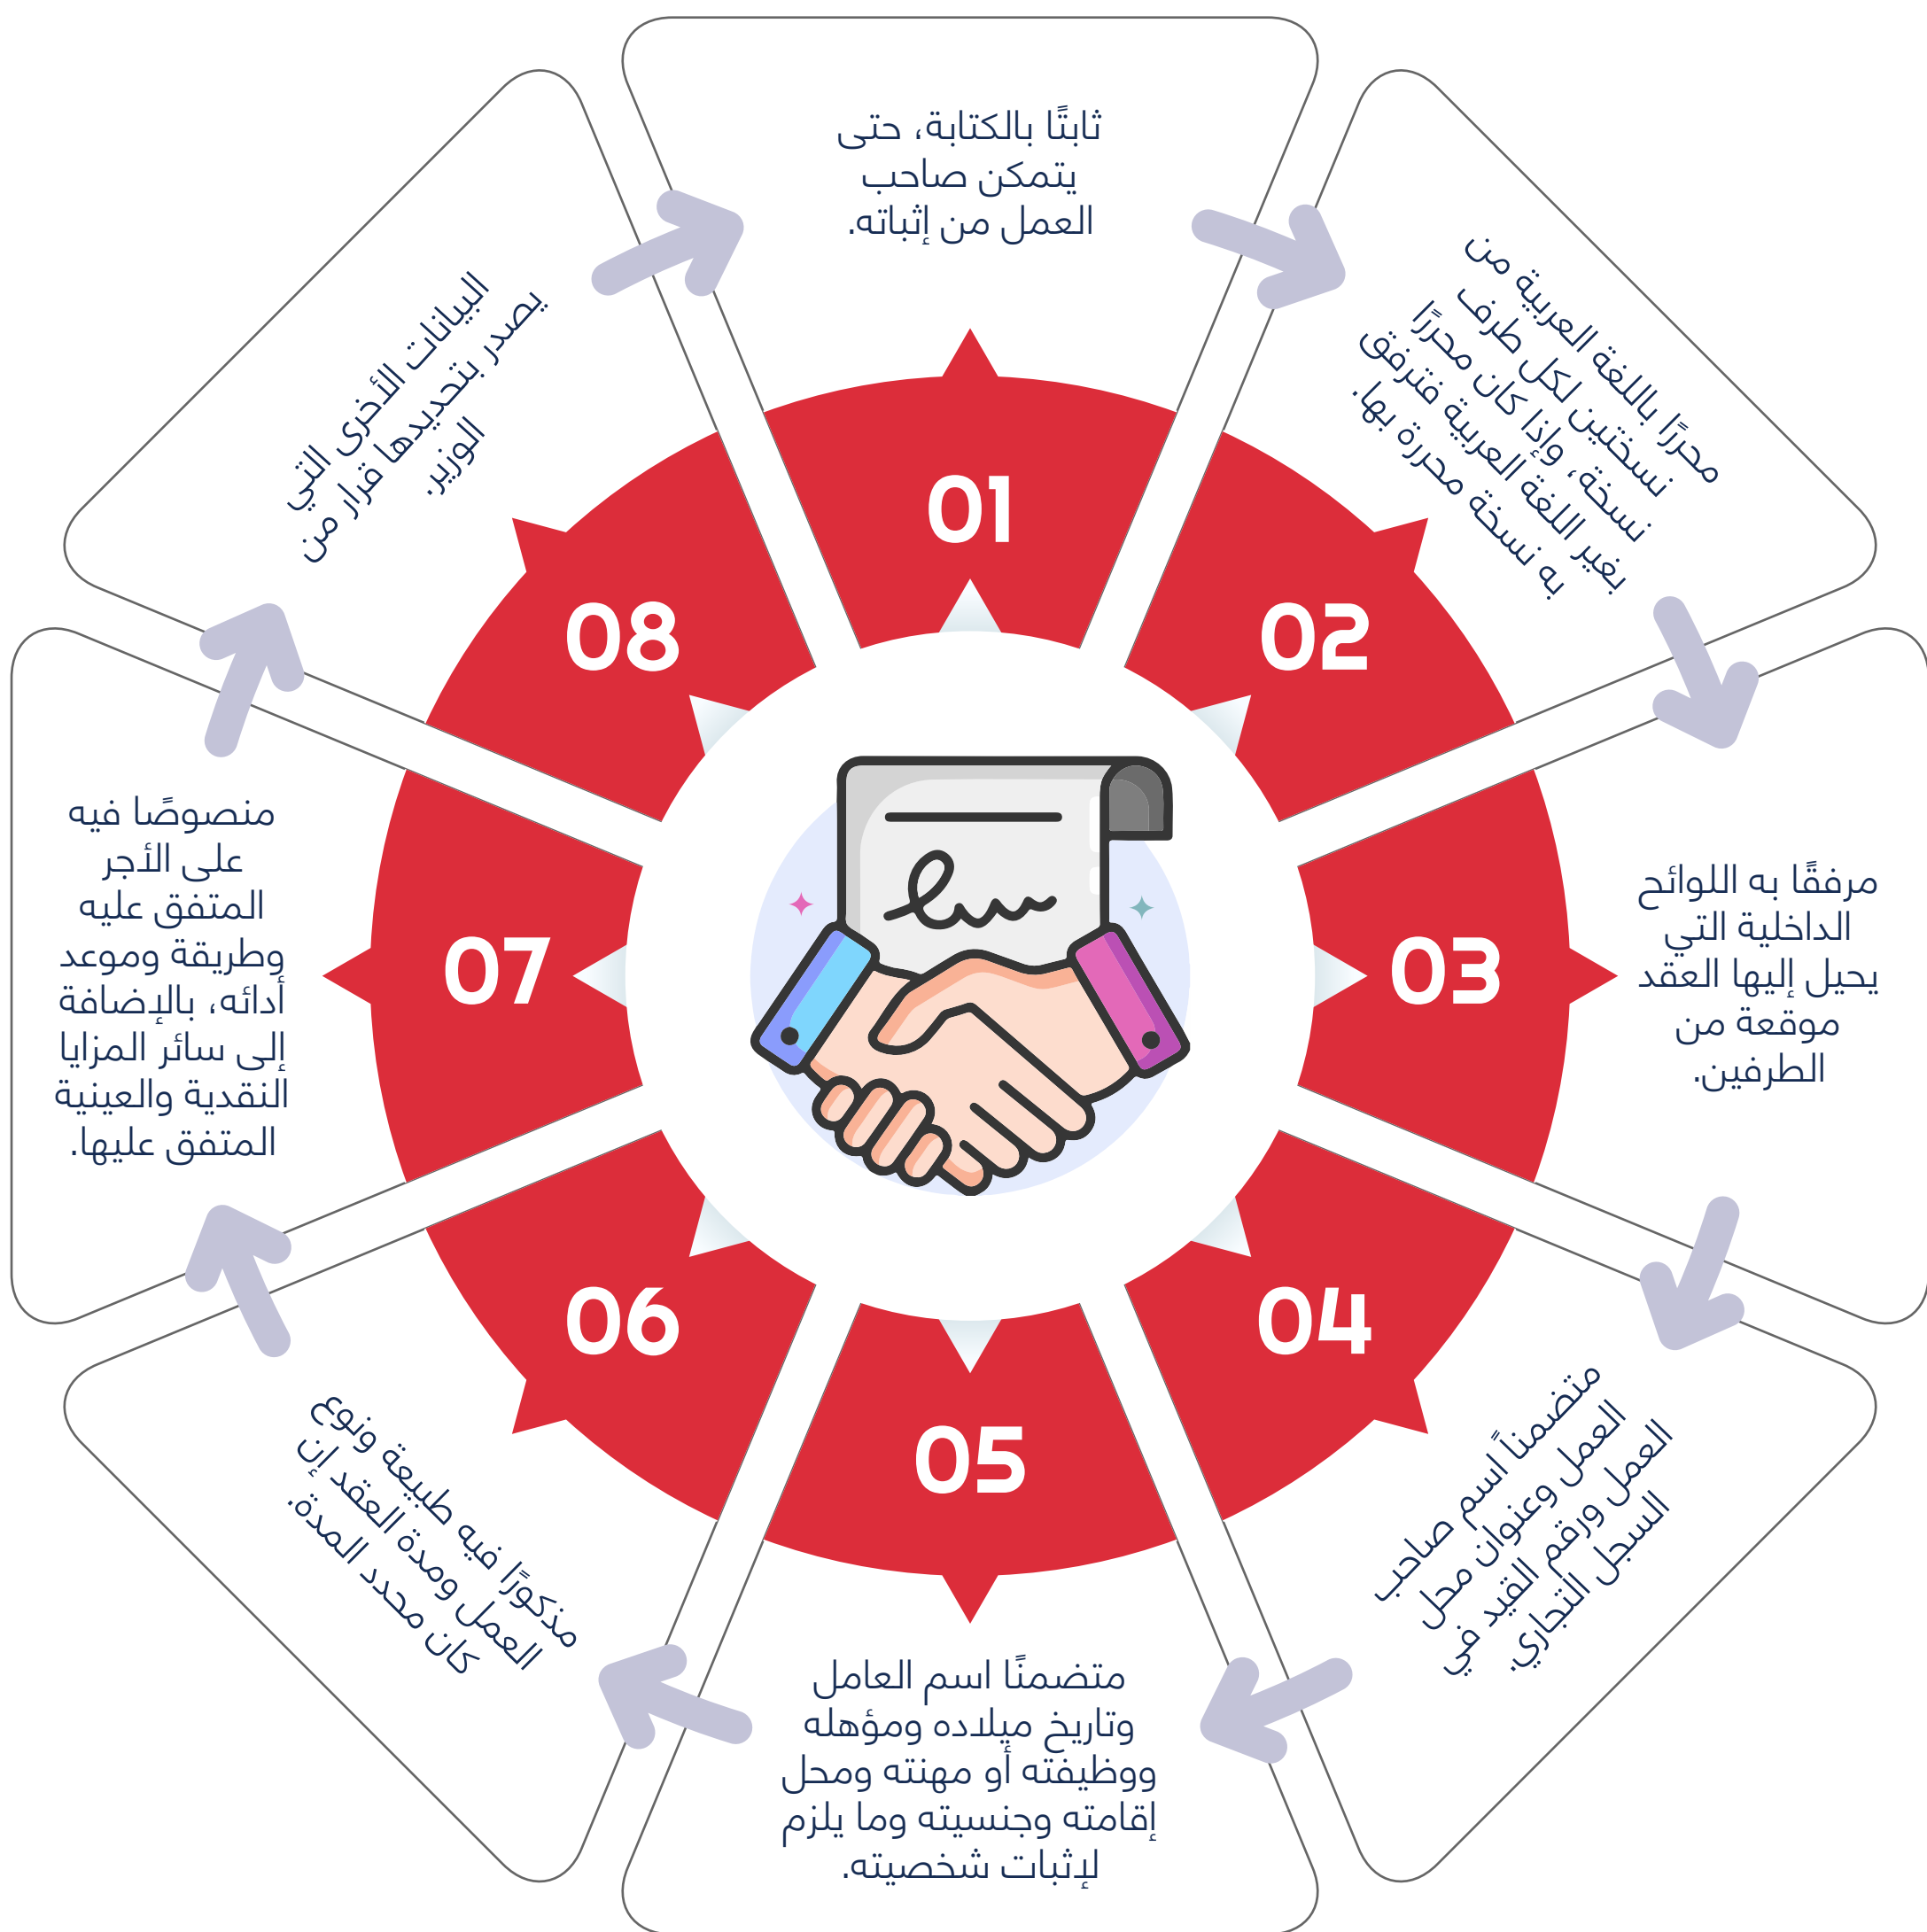 01
ثابتًا بالكتابة، حتى
يتمكن صاحب
العمل من إثباته.
02
محررًا باللغة العربية من
نسختين لكل طرف
نسخة، وإذا كان محررًا
بغير اللغة العربية فترفق
به نسخة محررة بها.
03
مرفقًا به اللوائح
الداخلية التي
يحيل إليها العقد
موقعة من
الطرفين.
04
متضمناً اسم صاحب
العمل وعنوان محل
العمل ورقم القيد في
السجل التجاري.
05
متضمنًا اسم العامل
وتاريخ ميلاده ومؤهله
ووظيفته أو مهنته ومحل
إقامته وجنسيته وما يلزم
لإثبات شخصيته.
06
مذكورًا فيه طبيعة ونوع
العمل ومدة العقد إن
كان محدد المدة.
07
منصوصًا فيه
على الأجر
المتفق عليه
وطريقة وموعد
أدائه، بالإضافة
إلى سائر المزايا
النقدية والعينية
المتفق عليها.
08
البيانات الأخرى التي
يصدر بتحديدها قرار من
الوزير.